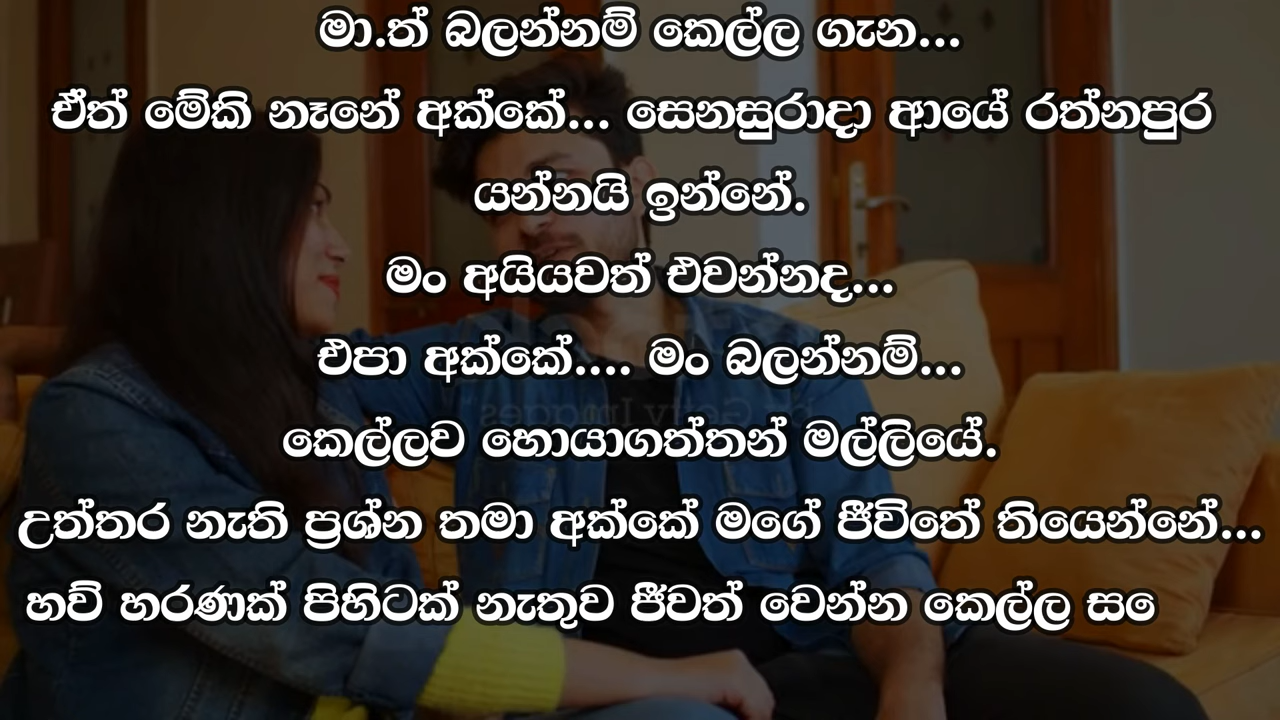 මා.ත් බලන්නම් කෙල්ල ගැන...
ඒත් මේකි නෑනේ අක්කේ... සෙනසුරාදා ආයේ රත්නපුර
යන්නයි ඉන්නේ.
මං අයියවත් එවන්නද...
එපා අක්කේ.... මං බලන්නම්...
කෙල්ලව හොයාගත්තන් මල්ලියේ.
උත්තර නැති ප්‍රශ්න තමා අක්කේ මගේ ජීවිතේ තියෙන්නේ...
හව් හරණක් පිහිටක් නැතුව ජීවත් වෙන්න කෙල්ල ස​ෙ